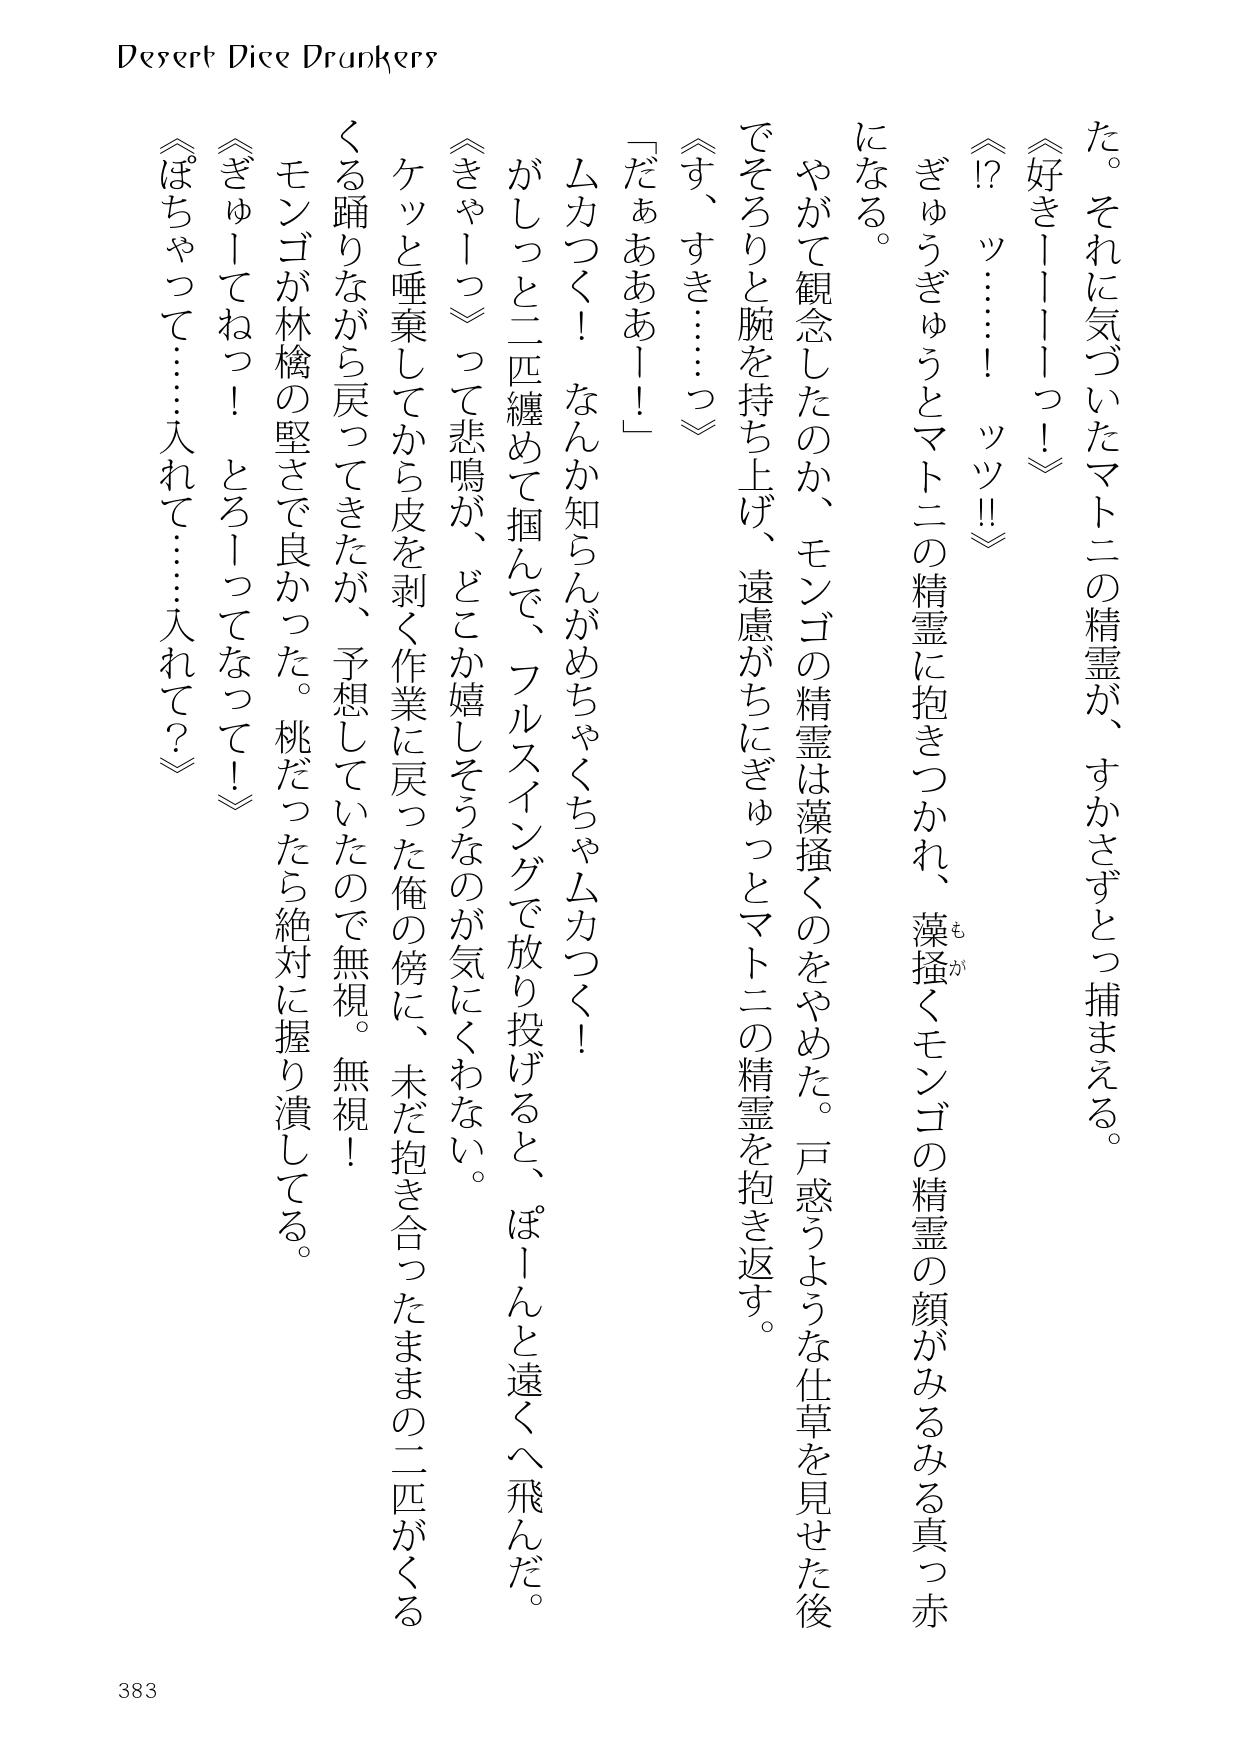 Desert Dice Drunkers
た。それに気づいたマトニの精霊が、すかさずとっ捕まえる。
《好きーーーーっ！》
《!?　ッ……！　ッツ!!》
ぎゅうぎゅうとマトニの精霊に抱きつかれ、藻掻くモンゴの精霊の顔がみるみる真っ赤
もが
になる。
やがて観念したのか、モンゴの精霊は藻掻くのをやめた。戸惑うような仕草を見せた後
でそろりと腕を持ち上げ、遠慮がちにぎゅっとマトニの精霊を抱き返す。
《す、すき……っ》
「だぁあああー！」
ムカつく！　なんか知らんがめちゃくちゃムカつく！
がしっと二匹纏めて掴んで、フルスイングで放り投げると、ぽーんと遠くへ飛んだ。
《きゃーっ》って悲鳴が、どこか嬉しそうなのが気にくわない。
ケッと唾棄してから皮を剥く作業に戻った俺の傍に、未だ抱き合ったままの二匹がくる
くる踊りながら戻ってきたが、予想していたので無視。無視！
モンゴが林檎の堅さで良かった。桃だったら絶対に握り潰してる。
《ぎゅーてねっ！　とろーってなって！》
《ぽちゃって……入れて……入れて？》
383